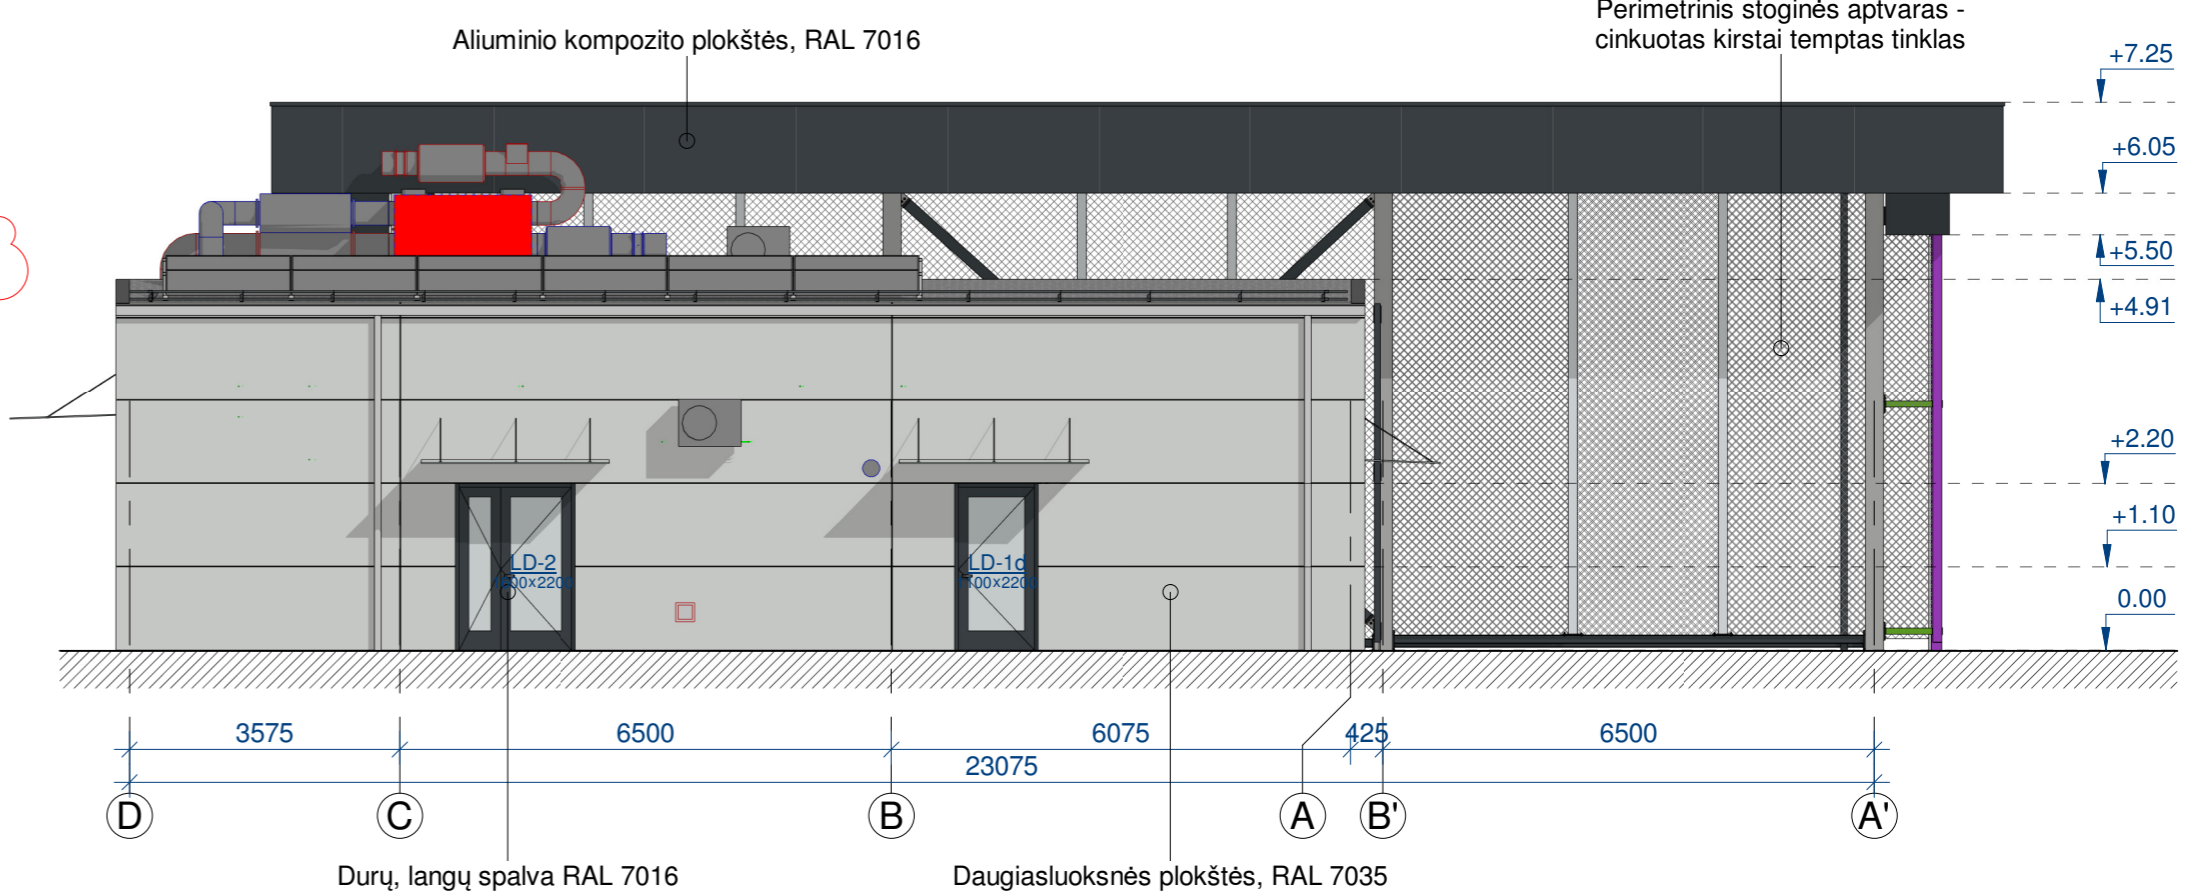 Perimetrinis stoginės aptvaras -
cinkuotas kirstai temptas tinklas
Aliuminio kompozito plokštės, RAL 7016
+7.25
+6.05
+5.50
+4.91
+2.20
+1.10
0.00
LD-2
LD-1d
3575
6500
6075
425
6500
23075
D
C
B
A
B'
A'
Durų, langų spalva RAL 7016
Daugiasluoksnės plokštės, RAL 7035